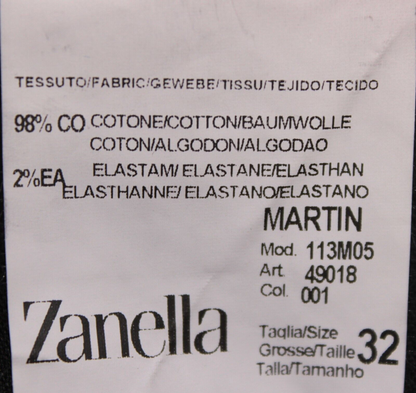 TESSUTO/FABRIC/GEWEBE/TISSU/TEJIDO/TECIDO
98% CO COTONE/COTTON/BAUMWOLLE
COTON/ALGODON/ALGODAO
2%EA ELASTAM/ ELASTANE/ELASTHAN
ELASTHANNE/ ELASTANO/ELASTANO
MARTIN
Mod. 113M05
Art. 49018
Col. 001
Zanella
Taglia/Size
Grosse/Taille 32
Talla/Tamanho